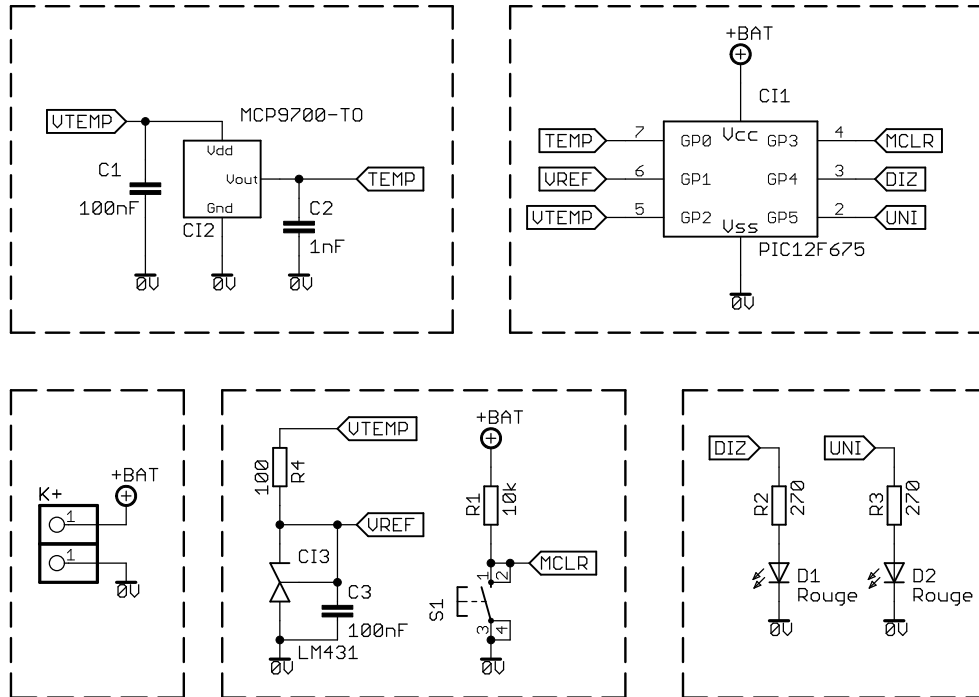 MCP9700-TO
VTEMP
Vdd
C1
100nF
Vout
TEMP
Gnd
CI2
C2
1nF
0V
0V
0V
+BAT
CI1
TEMP
7
GP0
Vcc
GP3
4
MCLR
VREF
6
GP1
GP4
3
DIZ
VTEMP
5
GP2
GP5
2
UNI
Vss
PIC12F675
0V
K+
+BAT
1
1
0V
VTEMP
100
R4
VREF
CI3
C3
100nF
LM431
0V
+BAT
R1
10k
MCLR
1
2
S1
3
4
0V
DIZ
UNI
R2
270
R3
270
D1
Rouge
D2
Rouge
0V
0V